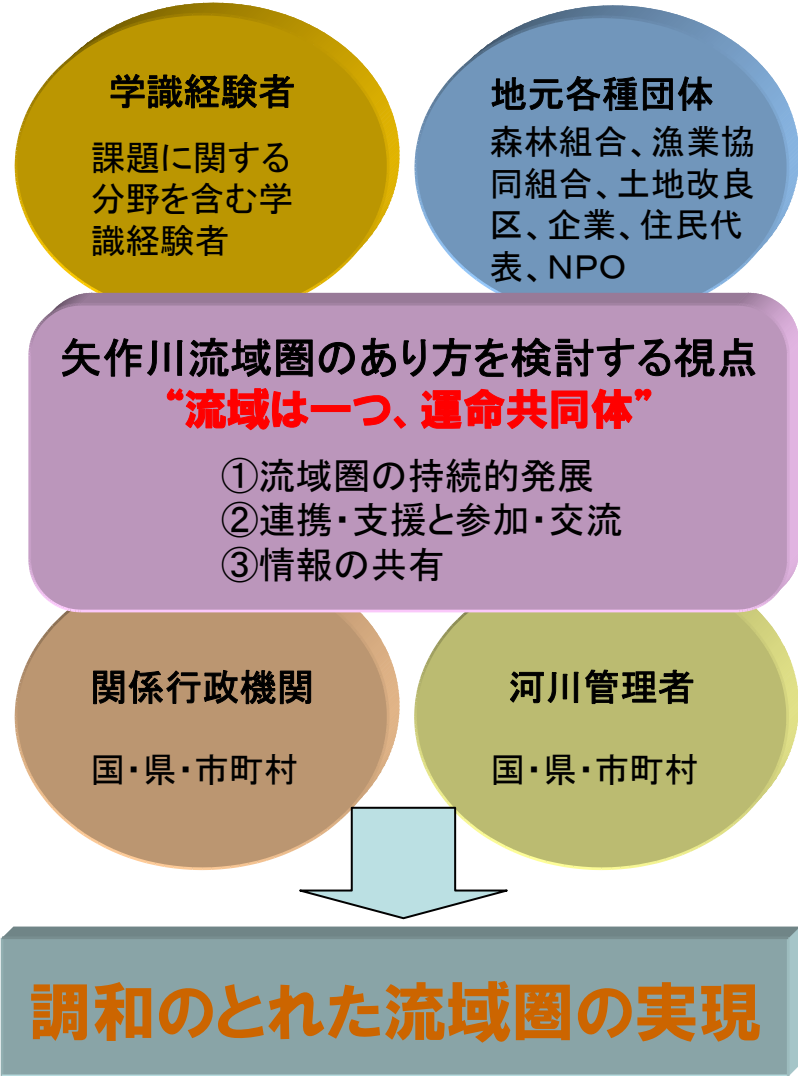 学識経験者
課題に関する
分野を含む学
識経験者
地元各種団体
森林組合、漁業協
同組合、土地改良
区、企業、住民代
表、NPO
矢作川流域圏のあり方を検討する視点
“流域は一つ、運命共同体”
①流域圏の持続的発展
②連携・支援と参加・交流
③情報の共有
関係行政機関
国・県・市町村
河川管理者
国・県・市町村
調和のとれた流域圏の実現